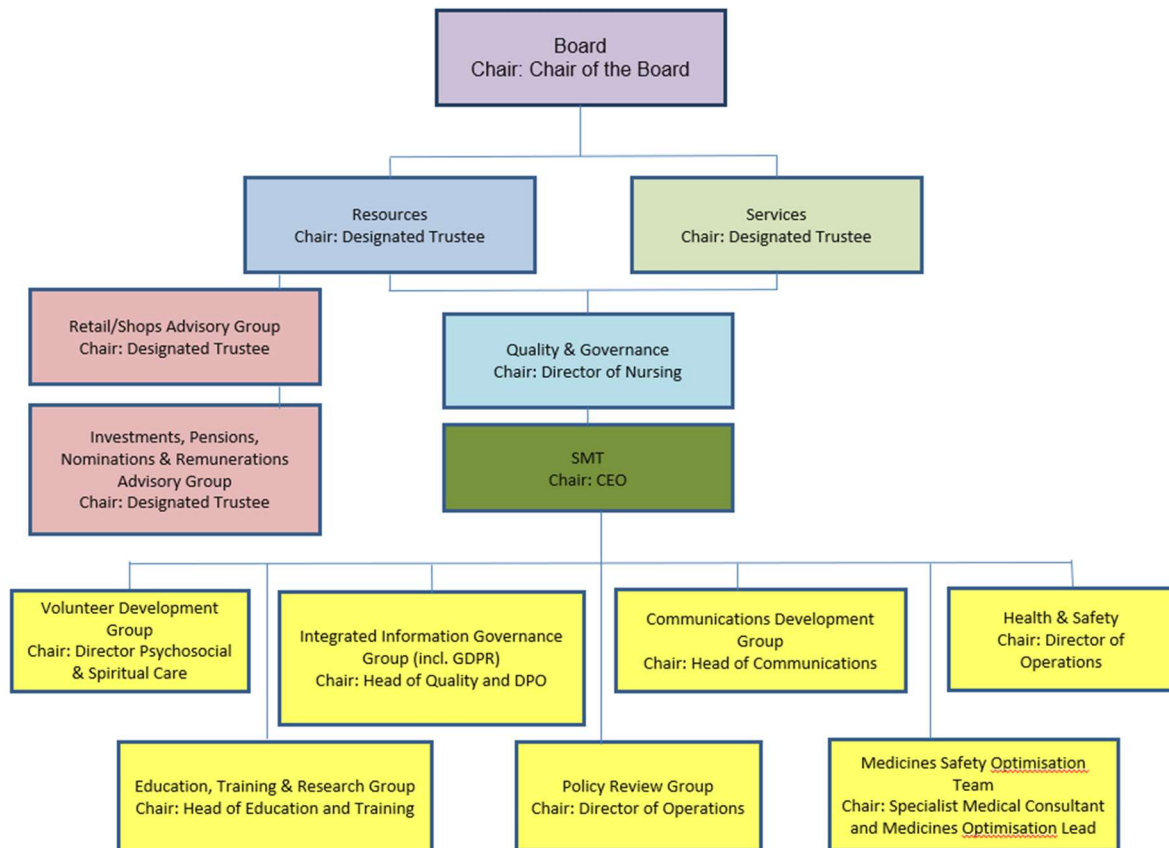 Board
Chair: Chair of the Board
Resources
Chair: Designated Trustee
Services
Chair: Designated Trustee
Retail/Shops Advisory Group
Chair: Designated Trustee
Quality & Governance
Chair: Director of Nursing
Investments, Pensions,
Nominations & Remunerations
Advisory Group
Chair: Designated Trustee
SMT
Chair: CEO
Volunteer Development
Group
Chair: Director Psychosocial
& Spiritual Care
Integrated Information Governance
Group (incl. GDPR)
Chair: Head of Quality and DPO
Communications Development
Group
Chair: Head of Communications
Health & Safety
Chair: Director of
Operations
Education, Training & Research Group
Chair: Head of Education and Training
Policy Review Group
Chair: Director of Operations
Medicines Safety Optimisation
Team
Chair: Specialist Medical Consultant
and Medicines Optimisation Lead